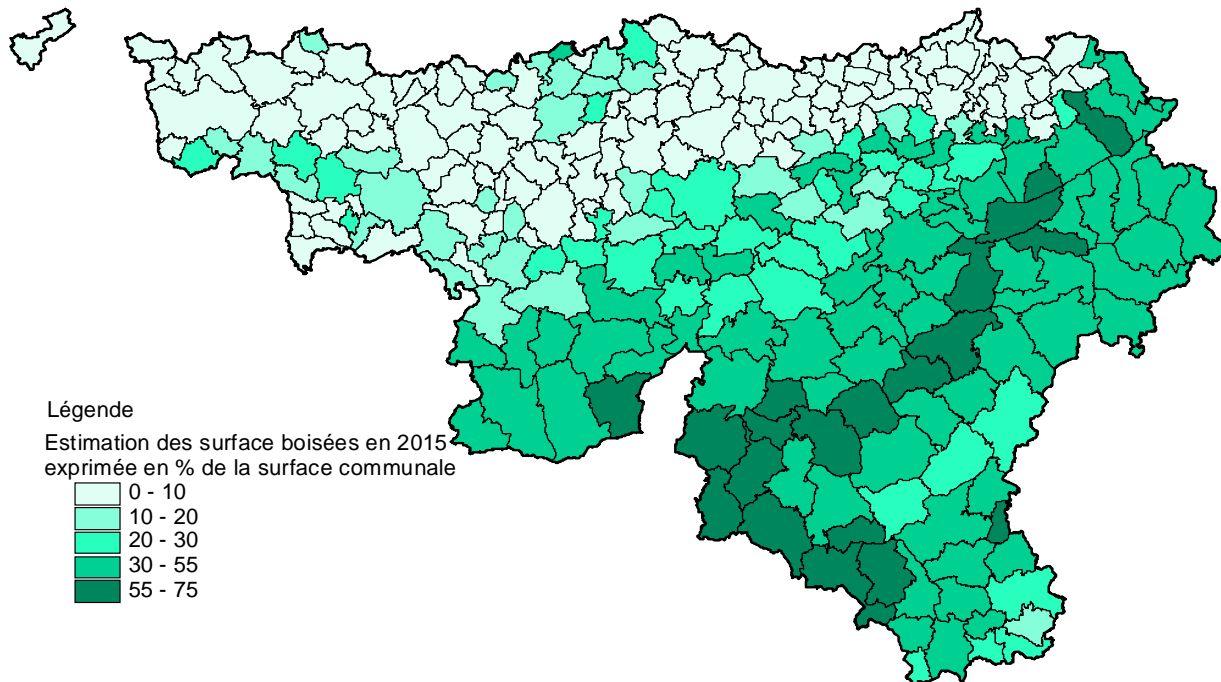 Légende
Estimation des surface boisées en 2015
exprimée en % de la surface communale
0 - 10
10 - 20
20 - 30
30 - 55
55 - 75